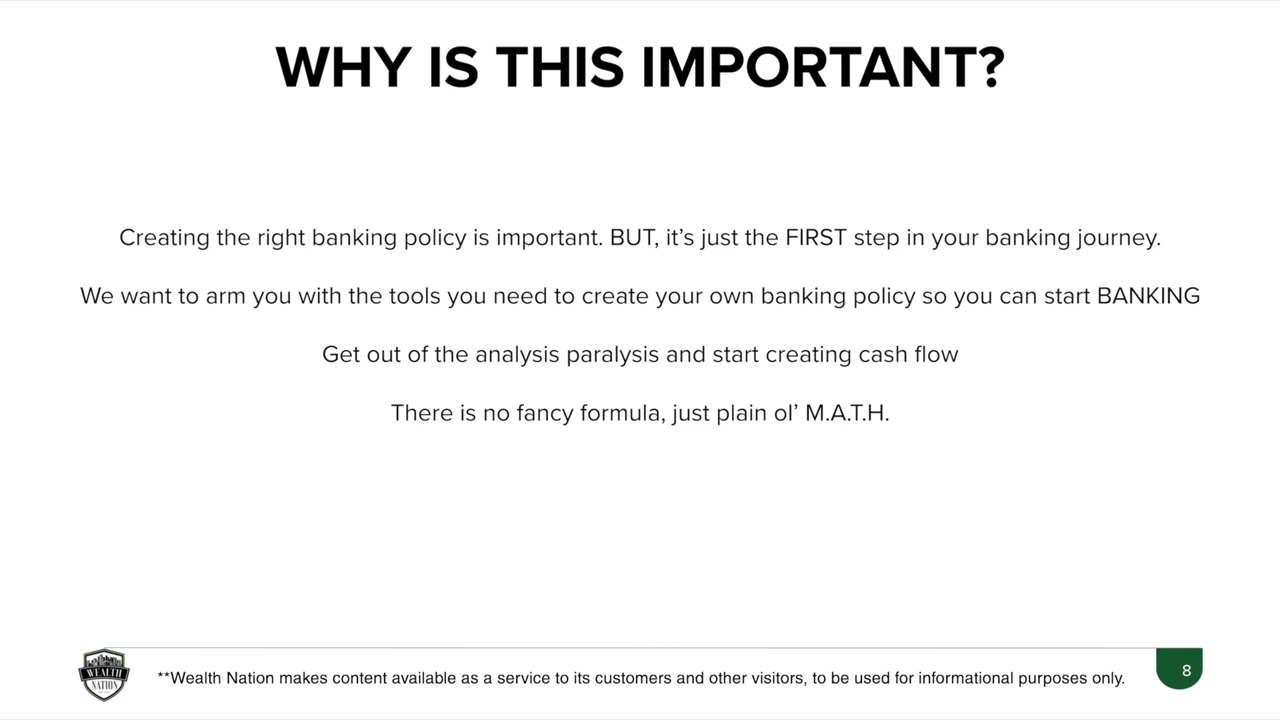 WHY IS THIS IMPORTANT?
Creating the right banking policy is important. BUT, it’s just the FIRST step in your banking journey.
We want to arm you with the tools you need to create your own banking policy so you can start BANKING
Get out of the analysis paralysis and start creating cash flow
There is no fancy formula, just plain ol’ M.A.T.H.
WEALTH
NATION
**Wealth Nation makes content available as a service to its customers and other visitors, to be used for informational purposes only.
8